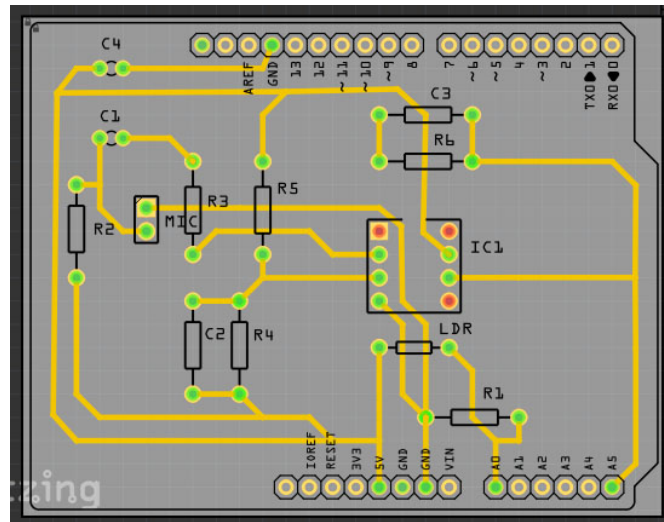 C4
AREF
GND
13
12
~11
~10
~9
8
7
~6
~5
4
~3
2
TX0 1
RX0 0
C3
C1
R6
R5
R3
R2
MIC
IC1
LDR
C2
R4
R1
IOREF
RESET
3V3
5V
GND
GND
VIN
A0
A1
A2
A3
A4
A5
tzing